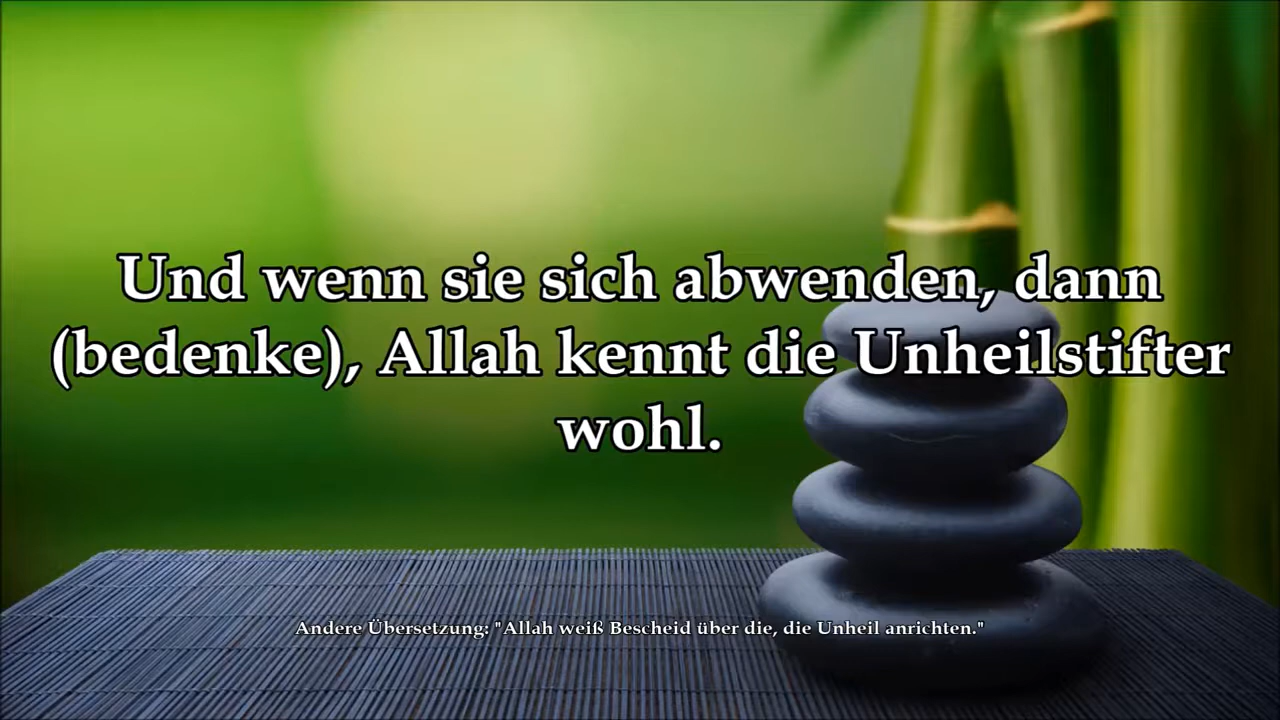 Und wenn sie sich abwenden, dann
(bedenke), Allah kennt die Unheilstifter
wohl.
Andere Übersetzung: "Allah weiß Bescheid über die, die Unheil anrichten."